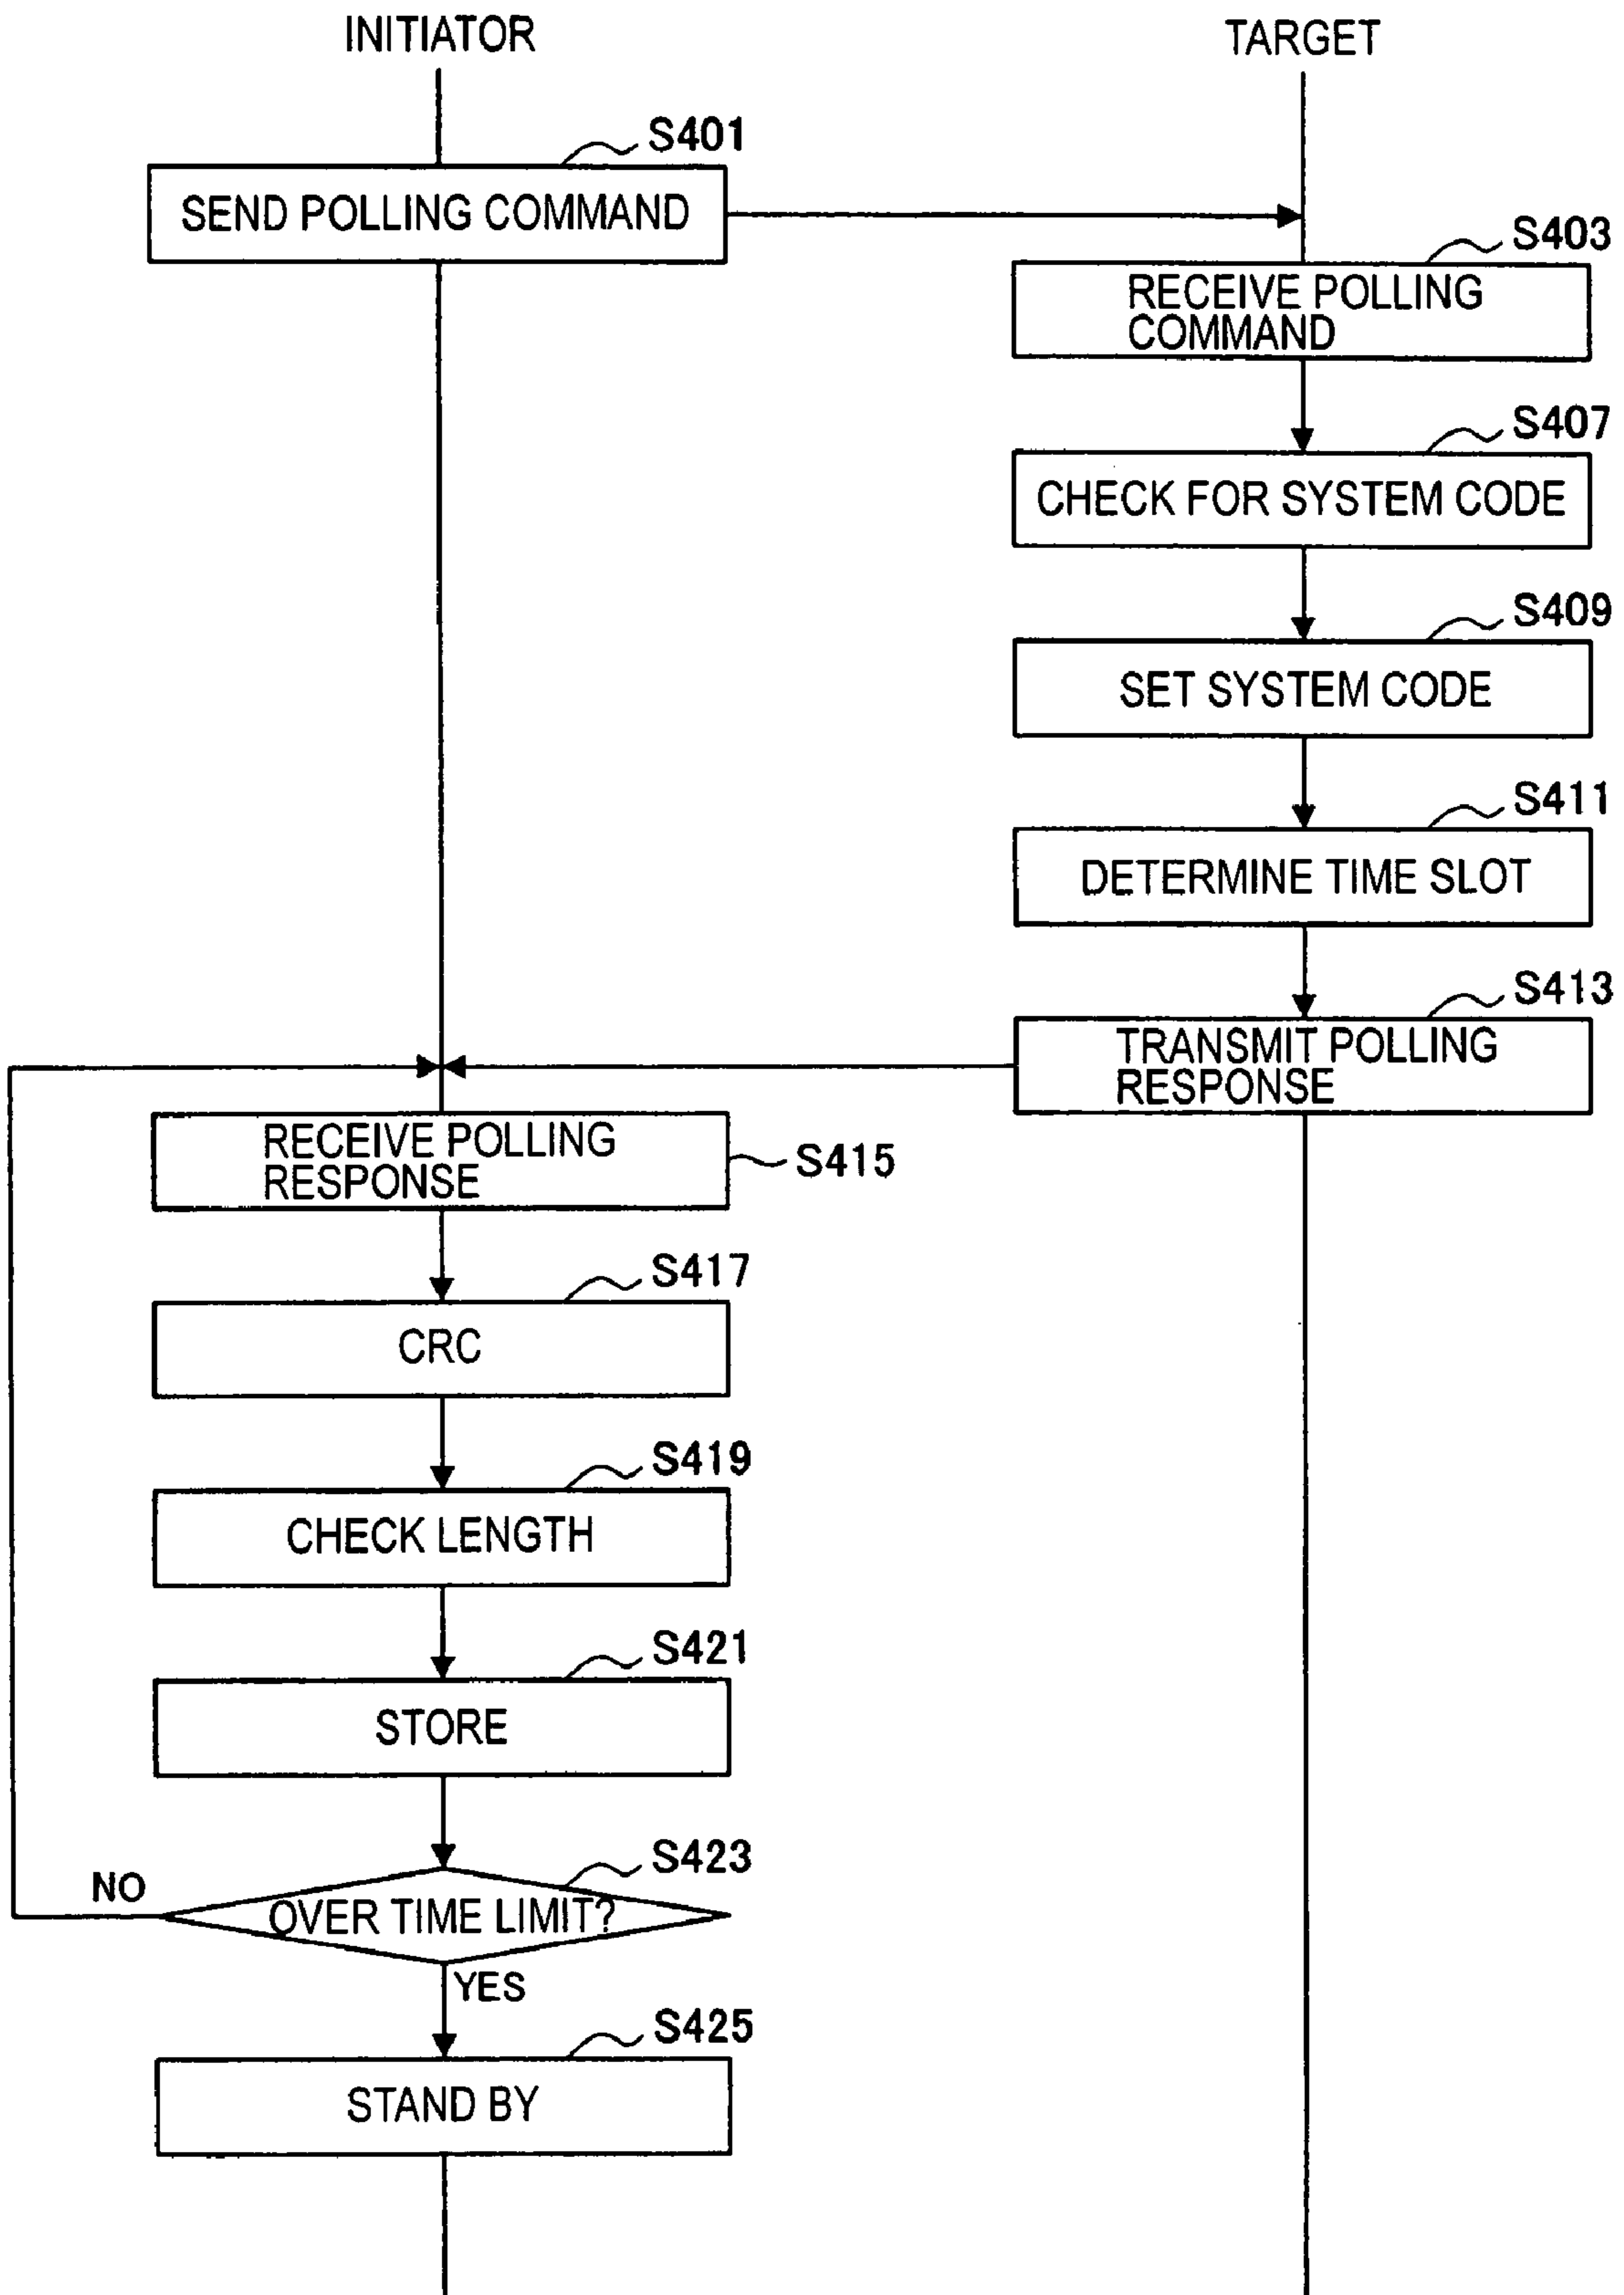 INITIATOR
TARGET
S401
SEND POLLING COMMAND
S403
RECEIVE POLLING
COMMAND
S407
CHECK FOR SYSTEM CODE
S409
SET SYSTEM CODE
S411
DETERMINE TIME SLOT
S413
TRANSMIT POLLING
RESPONSE
RECEIVE POLLING
RESPONSE
S415
S417
CRC
S419
CHECK LENGTH
S421
STORE
S423
NO
OVER TIME LIMIT?
YES
S425
STAND BY